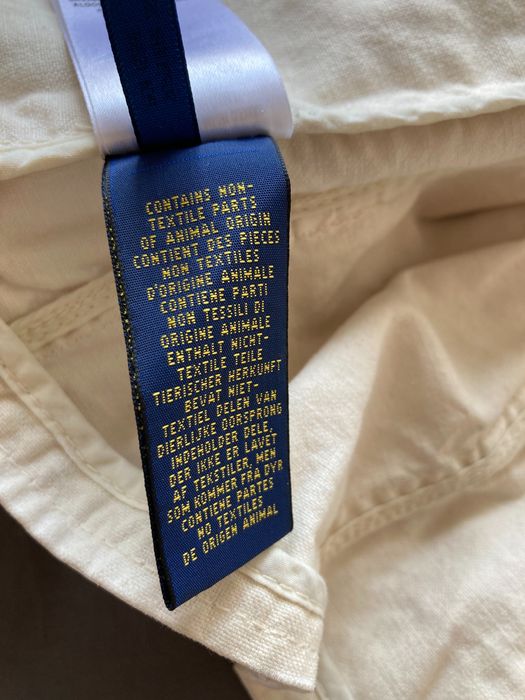 CONTAINS NON-
TEXTILE PARTS
OF ANIMAL ORIGIN
CONTIENT DES PIECES
NON TEXTILES
D'ORIGINE ANIMALE
CONTIENE PARTI
NON TESSILI DI
ORIGINE ANIMALE
ENTHALT NICHT-
TEXTILE TEILE
TIERISCHER HERKUNFT
BEVAT NIET-
TEXTIEL DELEN VAN
DIERLIJKE OORSPRONG
INDEHOLDER DELE,
DER IKKE ER LAVET
AF TEKSTILER, MEN
SOM KOMMER FRA DYR
CONTIENE PARTES
NO TEXTILES
DE ORIGEN ANIMAL